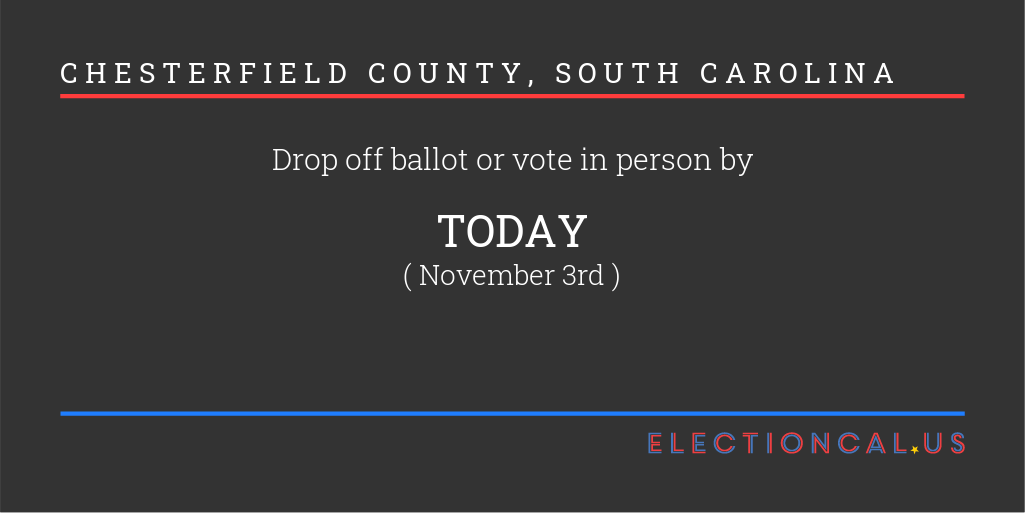 CHESTERFIELD COUNTY, SOUTH CAROLINA
Drop off ballot or vote in person by
TODAY
( November 3rd )
ELECTIONCAL.US